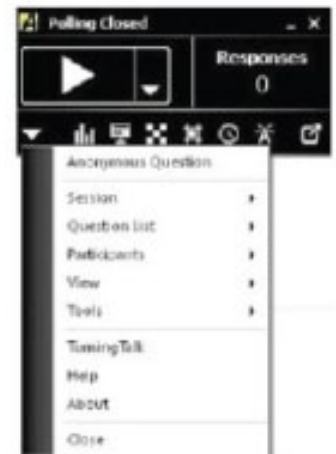 Polling Closed
Responses
0
Anonymous Question
Session
Question List
Participants
View
Tools
TurningTalk
Help
About
Close